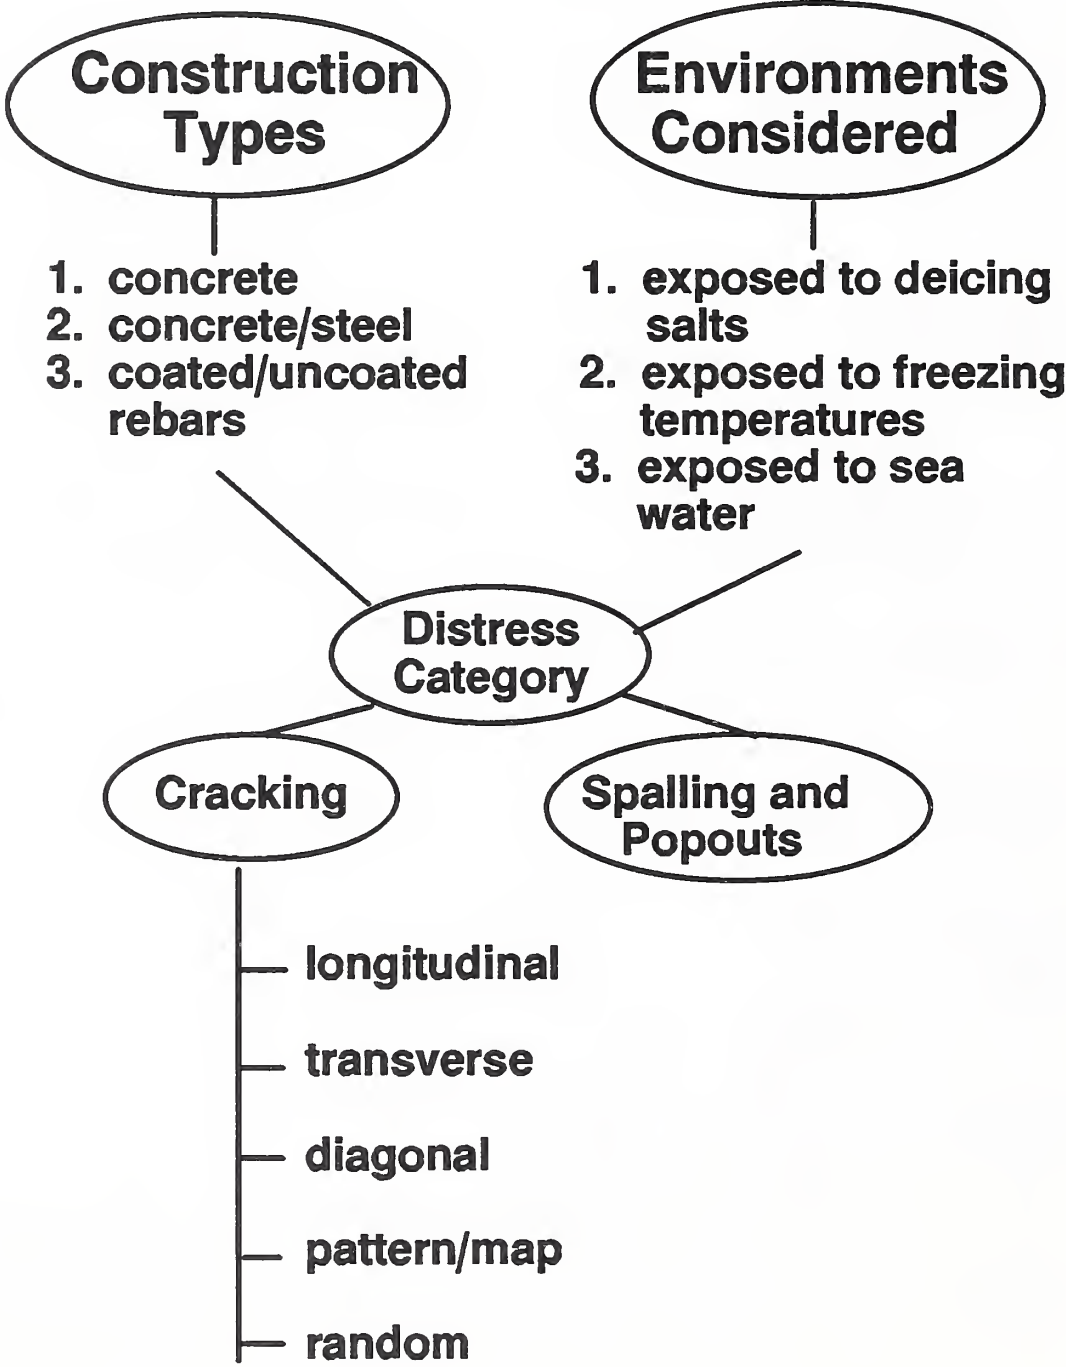 Construction
Types
1. concrete
2. concrete/steel
3. coated/uncoated
rebars
Environments
Considered
1. exposed to deicing
salts
2. exposed to freezing
temperatures
3. exposed to sea
water
Distress
Category
Cracking
longitudinal
transverse
diagonal
pattern/map
random
Spalling and
Popouts